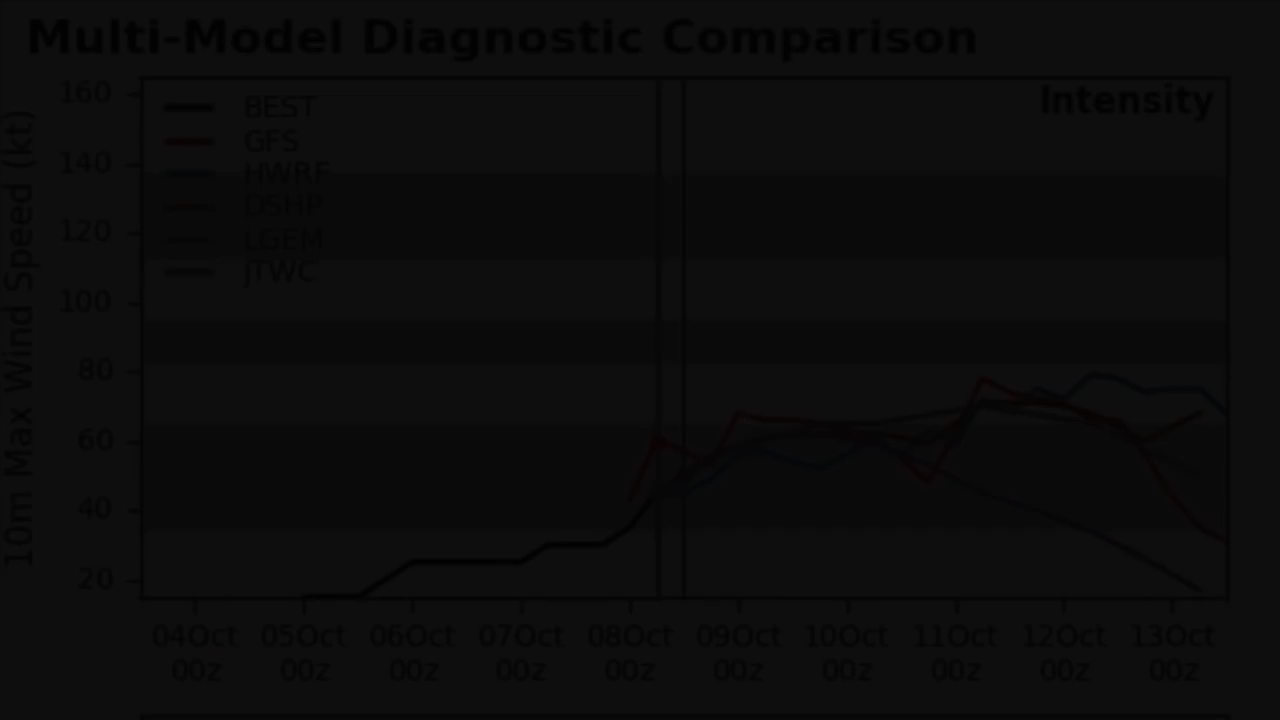 Multi-Model Diagnostic Comparison
Intensity
10m Max Wind Speed (kt)
160
140
120
100
80
60
40
20
BEST
GFS
HWRF
DSHP
LGEM
JTWC
04Oct 05Oct 06Oct 07Oct 08Oct 09Oct 10Oct 11Oct 12Oct 13Oct
00z 00z 00z 00z 00z 00z 00z 00z 00z 00z